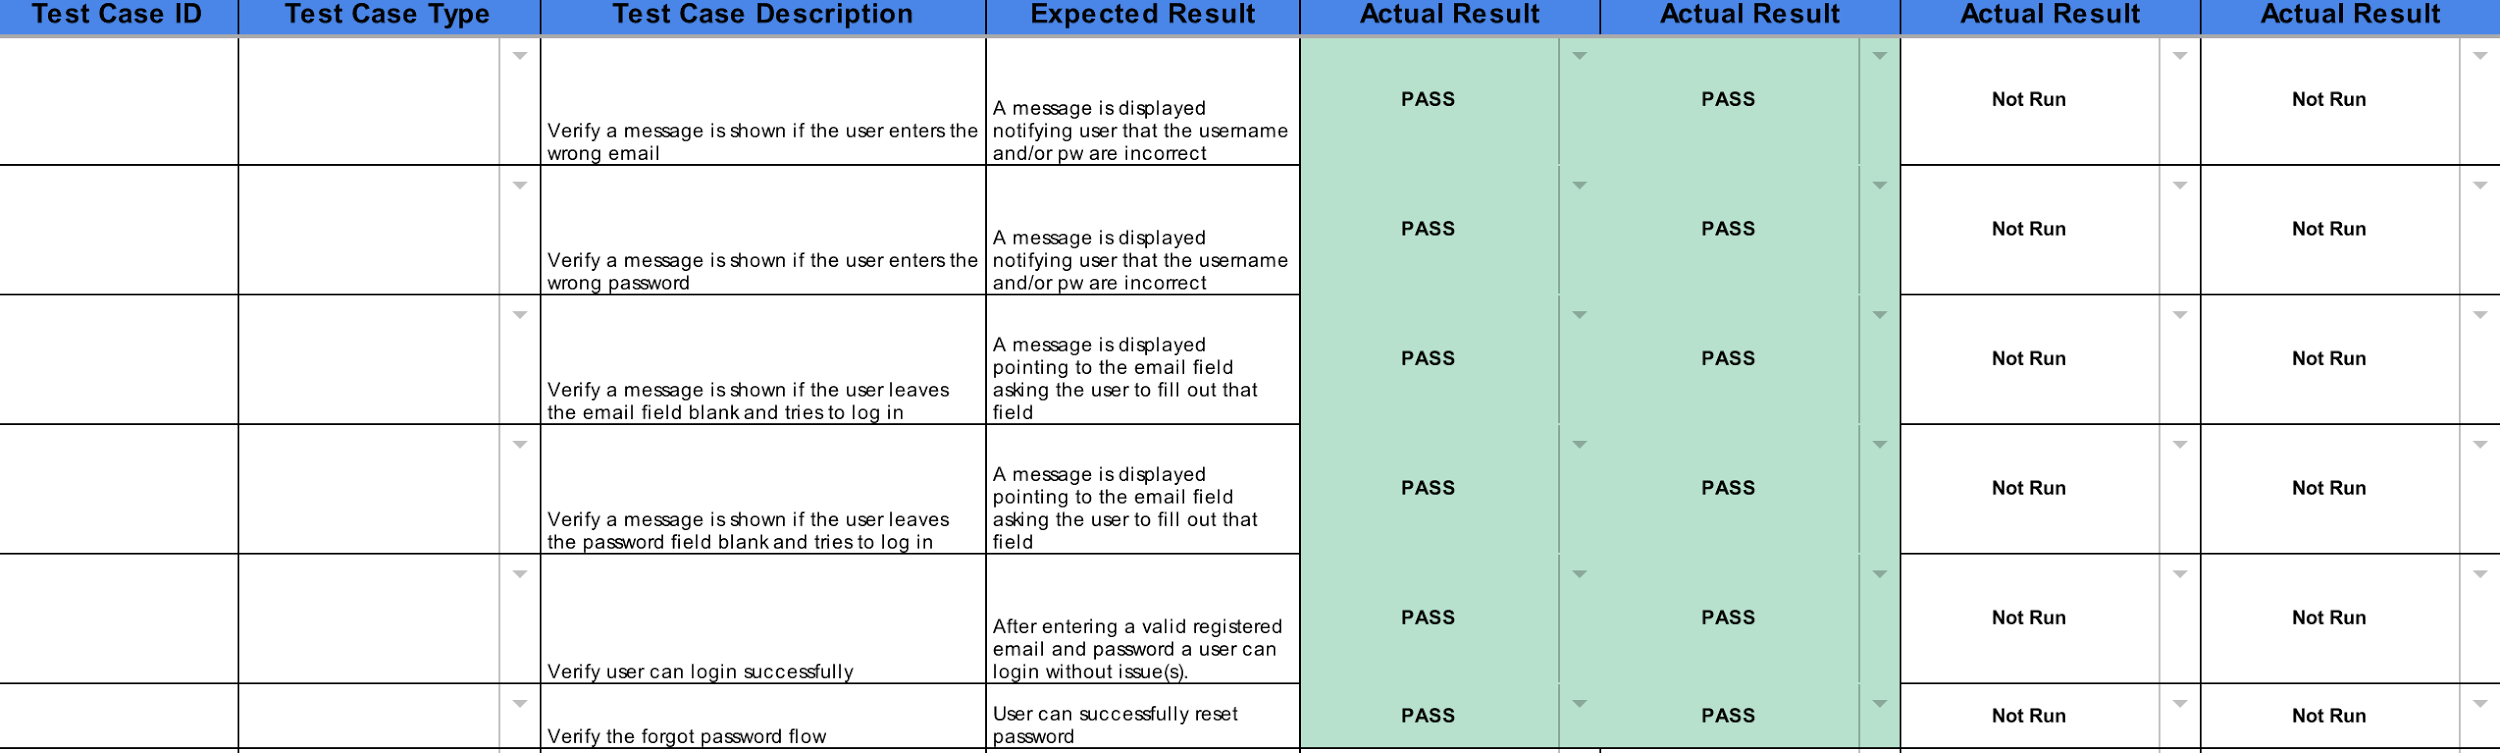 Test Case ID Test Case Type Test Case Description Expected Result Actual Result Actual Result Actual Result Actual Result
Verify a message is shown if the user enters the
wrong email
A message is displayed
notifying user that the username
and/or pw are incorrect
PASS PASS Not Run Not Run
Verify a message is shown if the user enters the
wrong password
A message is displayed
notifying user that the username
and/or pw are incorrect
PASS PASS Not Run Not Run
Verify a message is shown if the user leaves
the email field blank and tries to log in
A message is displayed
pointing to the email field
asking the user to fill out that
field
PASS PASS Not Run Not Run
Verify a message is shown if the user leaves
the password field blank and tries to log in
A message is displayed
pointing to the email field
asking the user to fill out that
field
PASS PASS Not Run Not Run
Verify user can login successfully
After entering a valid registered
email and password a user can
login without issue(s).
PASS PASS Not Run Not Run
Verify the forgot password flow
User can successfully reset
password
PASS PASS Not Run Not Run